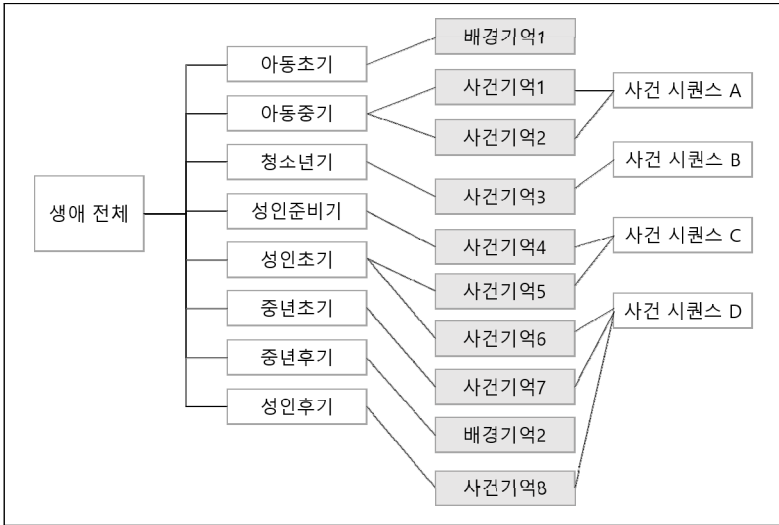 생애 전체
아동초기
아동중기
청소년기
성인준비기
성인초기
중년초기
중년후기
성인후기
배경기억1
사건기억1
사건기억2
사건기억3
사건기억4
사건기억5
사건기억6
사건기억7
배경기억2
사건기억8
사건 시퀀스 A
사건 시퀀스 B
사건 시퀀스 C
사건 시퀀스 D